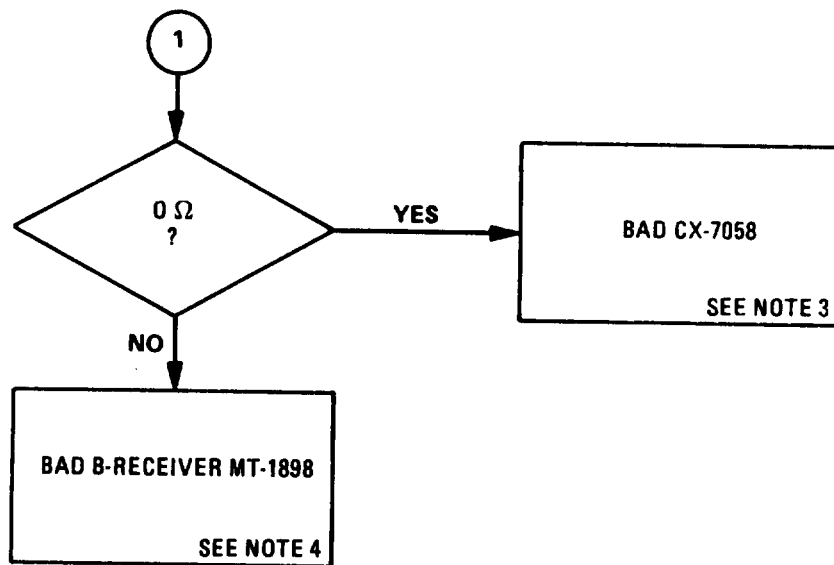 1
0 Ω
?
YES
BAD CX-7058
SEE NOTE 3
NO
BAD B-RECEIVER MT-1898
SEE NOTE 4